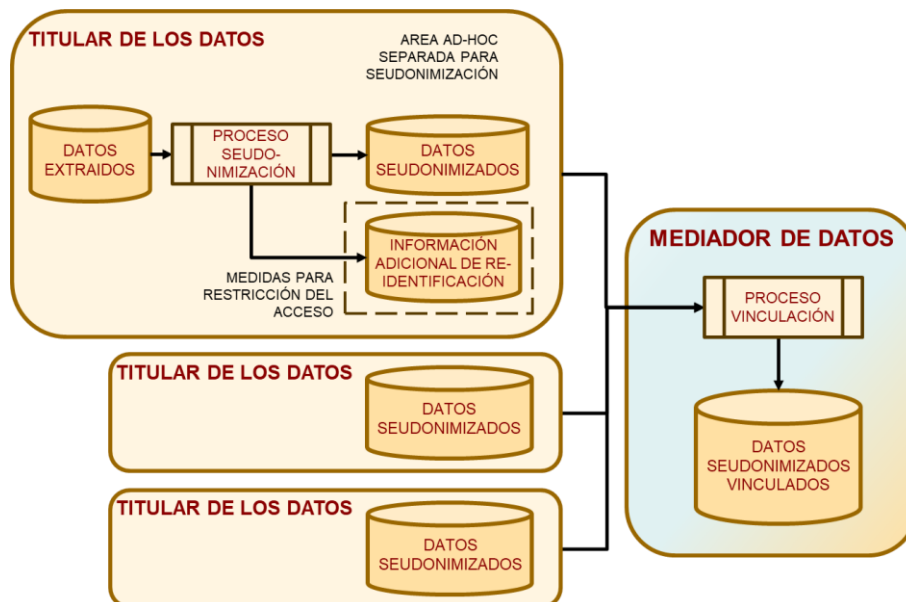 TITULAR DE LOS DATOS
AREA AD-HOC
SEPARADA PARA
SEUDONIMIZACIÓN
DATOS
EXTRAIDOS
PROCESO
SEUDO-
NIMIZACIÓN
DATOS
SEUDONIMIZADOS
INFORMACIÓN
ADICIONAL DE RE-
IDENTIFICACIÓN
MEDIDAS PARA
RESTRICCIÓN DEL
ACCESO
TITULAR DE LOS DATOS
DATOS
SEUDONIMIZADOS
TITULAR DE LOS DATOS
DATOS
SEUDONIMIZADOS
MEDIADOR DE DATOS
PROCESO
VINCULACIÓN
DATOS
SEUDONIMIZADOS
VINCULADOS